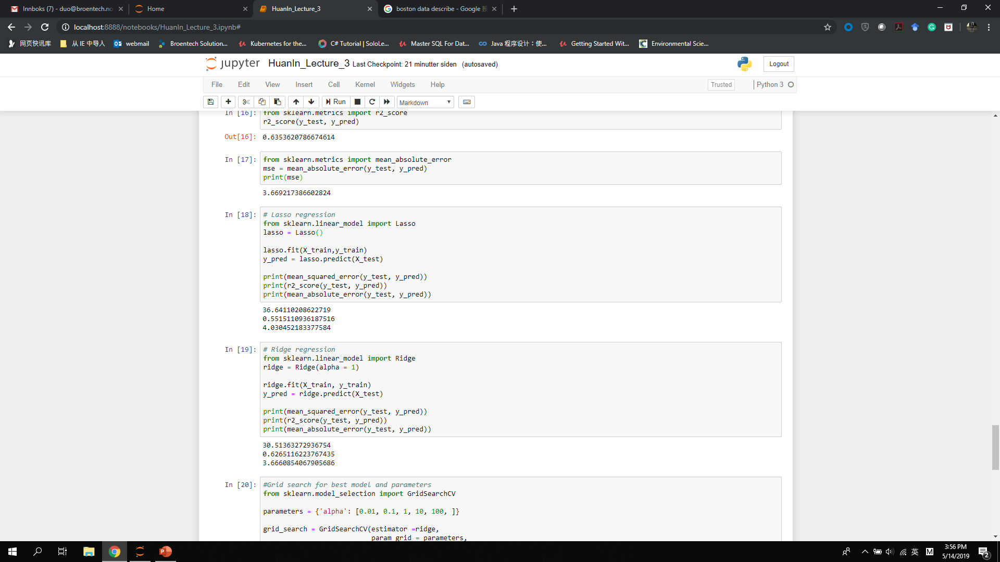 Innboks (7) - duo@broentech.no
Home
HuanIn_Lecture_3
boston data describe - Google
localhost:8888/notebooks/HuanIn_Lecture_3.ipynb#
网页快讯库
从 IE 中导入
webmail
Broentech Solution...
Kubernetes for the...
C# Tutorial | SoloLe...
Master SQL For Dat...
Java 程序设计：使...
Getting Started Wit...
Environmental Scie...
jupyter HuanIn_Lecture_3 Last Checkpoint: 21 minutter siden (autosaved)
Logout
File Edit View Insert Cell Kernel Widgets Help
Trusted
Python 3
Run
Markdown
In [16]: from sklearn.metrics import r2_score
r2_score(y_test, y_pred)
Out[16]: 0.6353620786674614
In [17]: from sklearn.metrics import mean_absolute_error
mse = mean_absolute_error(y_test, y_pred)
print(mse)
3.669217386602824
In [18]: # Lasso regression
from sklearn.linear_model import Lasso
lasso = Lasso()
lasso.fit(X_train,y_train)
y_pred = lasso.predict(X_test)
print(mean_squared_error(y_test, y_pred))
print(r2_score(y_test, y_pred))
print(mean_absolute_error(y_test, y_pred))
36.64110208622719
0.5515110936187516
4.030452183377584
In [19]: # Ridge regression
from sklearn.linear_model import Ridge
ridge = Ridge(alpha = 1)
ridge.fit(X_train, y_train)
y_pred = ridge.predict(X_test)
print(mean_squared_error(y_test, y_pred))
print(r2_score(y_test, y_pred))
print(mean_absolute_error(y_test, y_pred))
30.51363272936754
0.6265116223767435
3.6660854067905686
In [20]: #Grid search for best model and parameters
from sklearn.model_selection import GridSearchCV
parameters = {'alpha': [0.01, 0.1, 1, 10, 100, ]}
grid_search = GridSearchCV(estimator =ridge,
param_grid = parameters,
英
M
3:56 PM
5/14/2019
2